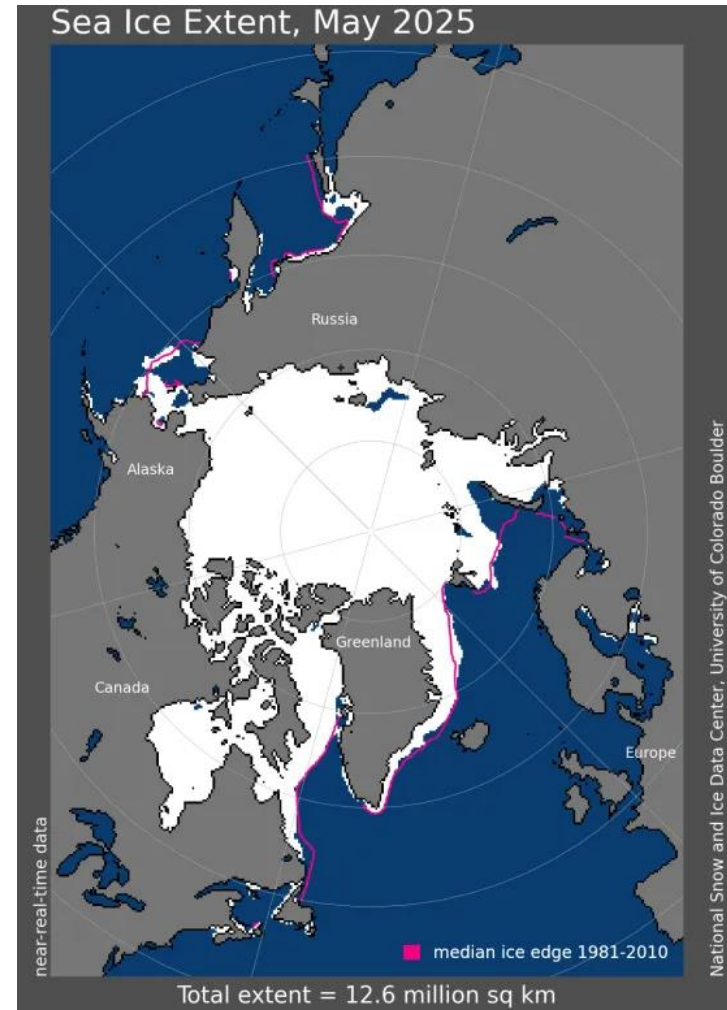 Sea Ice Extent, May 2025
Russia
Alaska
Greenland
Canada
Europe
near-real-time data
National Snow and Ice Data Center, University of Colorado Boulder
median ice edge 1981-2010
Total extent = 12.6 million sq km